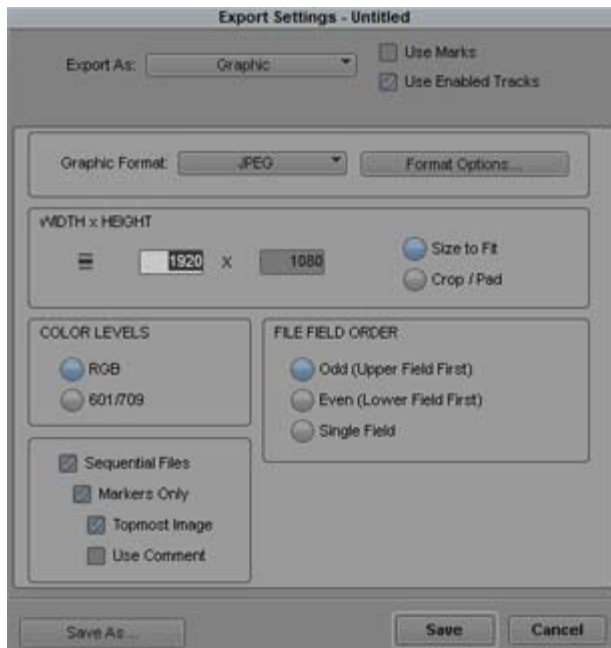 Export Settings - Untitled
Export As: Graphic
Use Marks
Use Enabled Tracks
Graphic Format: JPEG Format Options...
WIDTH x HEIGHT
1920 X 1080
Size to Fit
Crop / Pad
COLOR LEVELS
RGB
601/709
FILE FIELD ORDER
Odd (Upper Field First)
Even (Lower Field First)
Single Field
Sequential Files
Markers Only
Topmost Image
Use Comment
Save As... Save Cancel